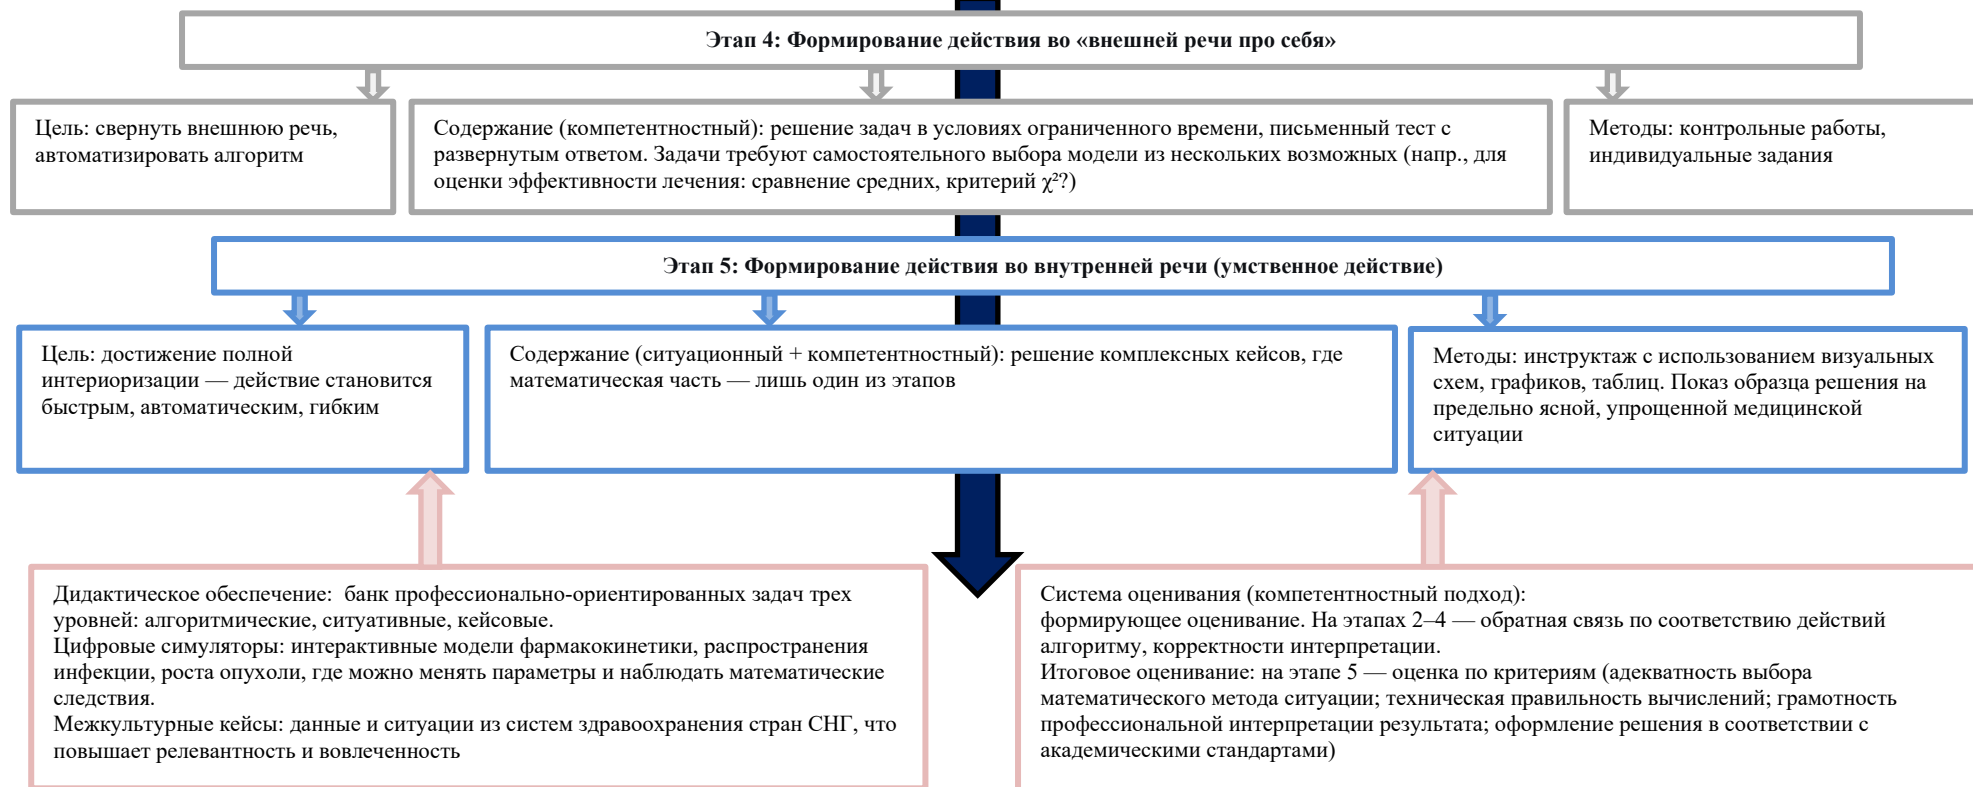 Этап 4: Формирование действия во «внешней речи про себя»
Цель: свернуть внешнюю речь,
автоматизировать алгоритм
Содержание (компетентностный): решение задач в условиях ограниченного времени, письменный тест с
развернутым ответом. Задачи требуют самостоятельного выбора модели из нескольких возможных (напр., для
оценки эффективности лечения: сравнение средних, критерий χ²?)
Методы: контрольные работы,
индивидуальные задания
Этап 5: Формирование действия во внутренней речи (умственное действие)
Цель: достижение полной
интериоризации — действие становится
быстрым, автоматическим, гибким
Содержание (ситуационный + компетентностный): решение комплексных кейсов, где
математическая часть — лишь один из этапов
Методы: инструктаж с использованием визуальных
схем, графиков, таблиц. Показ образца решения на
предельно ясной, упрощенной медицинской
ситуации
Дидактическое обеспечение:  банк профессионально-ориентированных задач трех
уровней: алгоритмические, ситуативные, кейсовые.
Цифровые симуляторы: интерактивные модели фармакокинетики, распространения
инфекции, роста опухоли, где можно менять параметры и наблюдать математические
следствия.
Межкультурные кейсы: данные и ситуации из систем здравоохранения стран СНГ, что
повышает релевантность и вовлеченность
Система оценивания (компетентностный подход):
формирующее оценивание. На этапах 2–4 — обратная связь по соответствию действий
алгоритму, корректности интерпретации.
Итоговое оценивание: на этапе 5 — оценка по критериям (адекватность выбора
математического метода ситуации; техническая правильность вычислений; грамотность
профессиональной интерпретации результата; оформление решения в соответствии с
академическими стандартами)